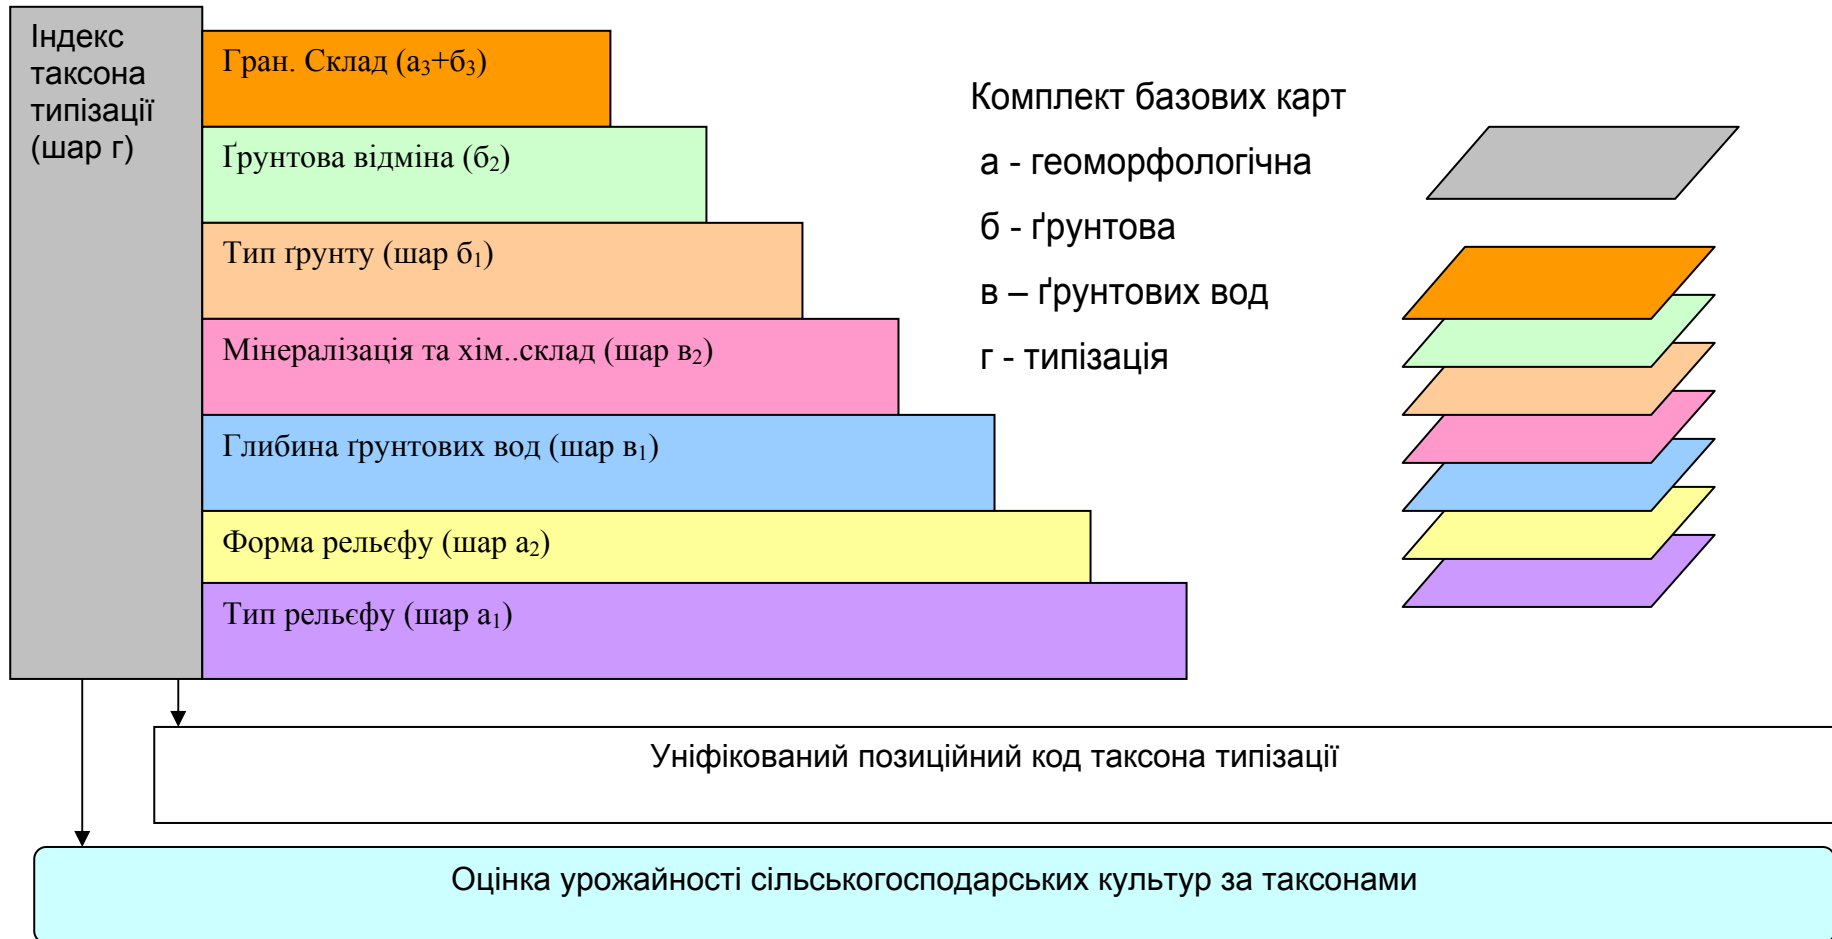 Індекс
таксона
типізації
(шар г)
Гран. Склад (а₃+б₃)
Ґрунтова відміна (б₂)
Тип ґрунту (шар б₁)
Мінералізація та хім..склад (шар в₂)
Глибина ґрунтових вод (шар в₁)
Форма рельєфу (шар а₂)
Тип рельєфу (шар а₁)
Комплект базових карт
а - геоморфологічна
б - ґрунтова
в – ґрунтових вод
г - типізація
Уніфікований позиційний код таксона типізації
Оцінка урожайності сільськогосподарських культур за таксонами